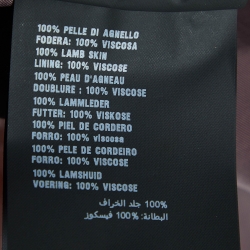 100% PELLE DI AGNELLO
FODERA: 100% VISCOSA
100% LAMB SKIN
LINING: 100% VISCOSE
100% PEAU D'AGNEAU
DOUBLURE : 100% VISCOSE
100% LAMMLEDER
FUTTER: 100% VISKOSE
100% PIEL DE CORDERO
FORRO: 100% viscosa
100% PELE DE CORDEIRO
FORRO: 100% VISCOSE
100% LAMSHUID
VOERING: 100% VISCOSE
100% جلد الخراف
البطانة: 100% فيسكوز